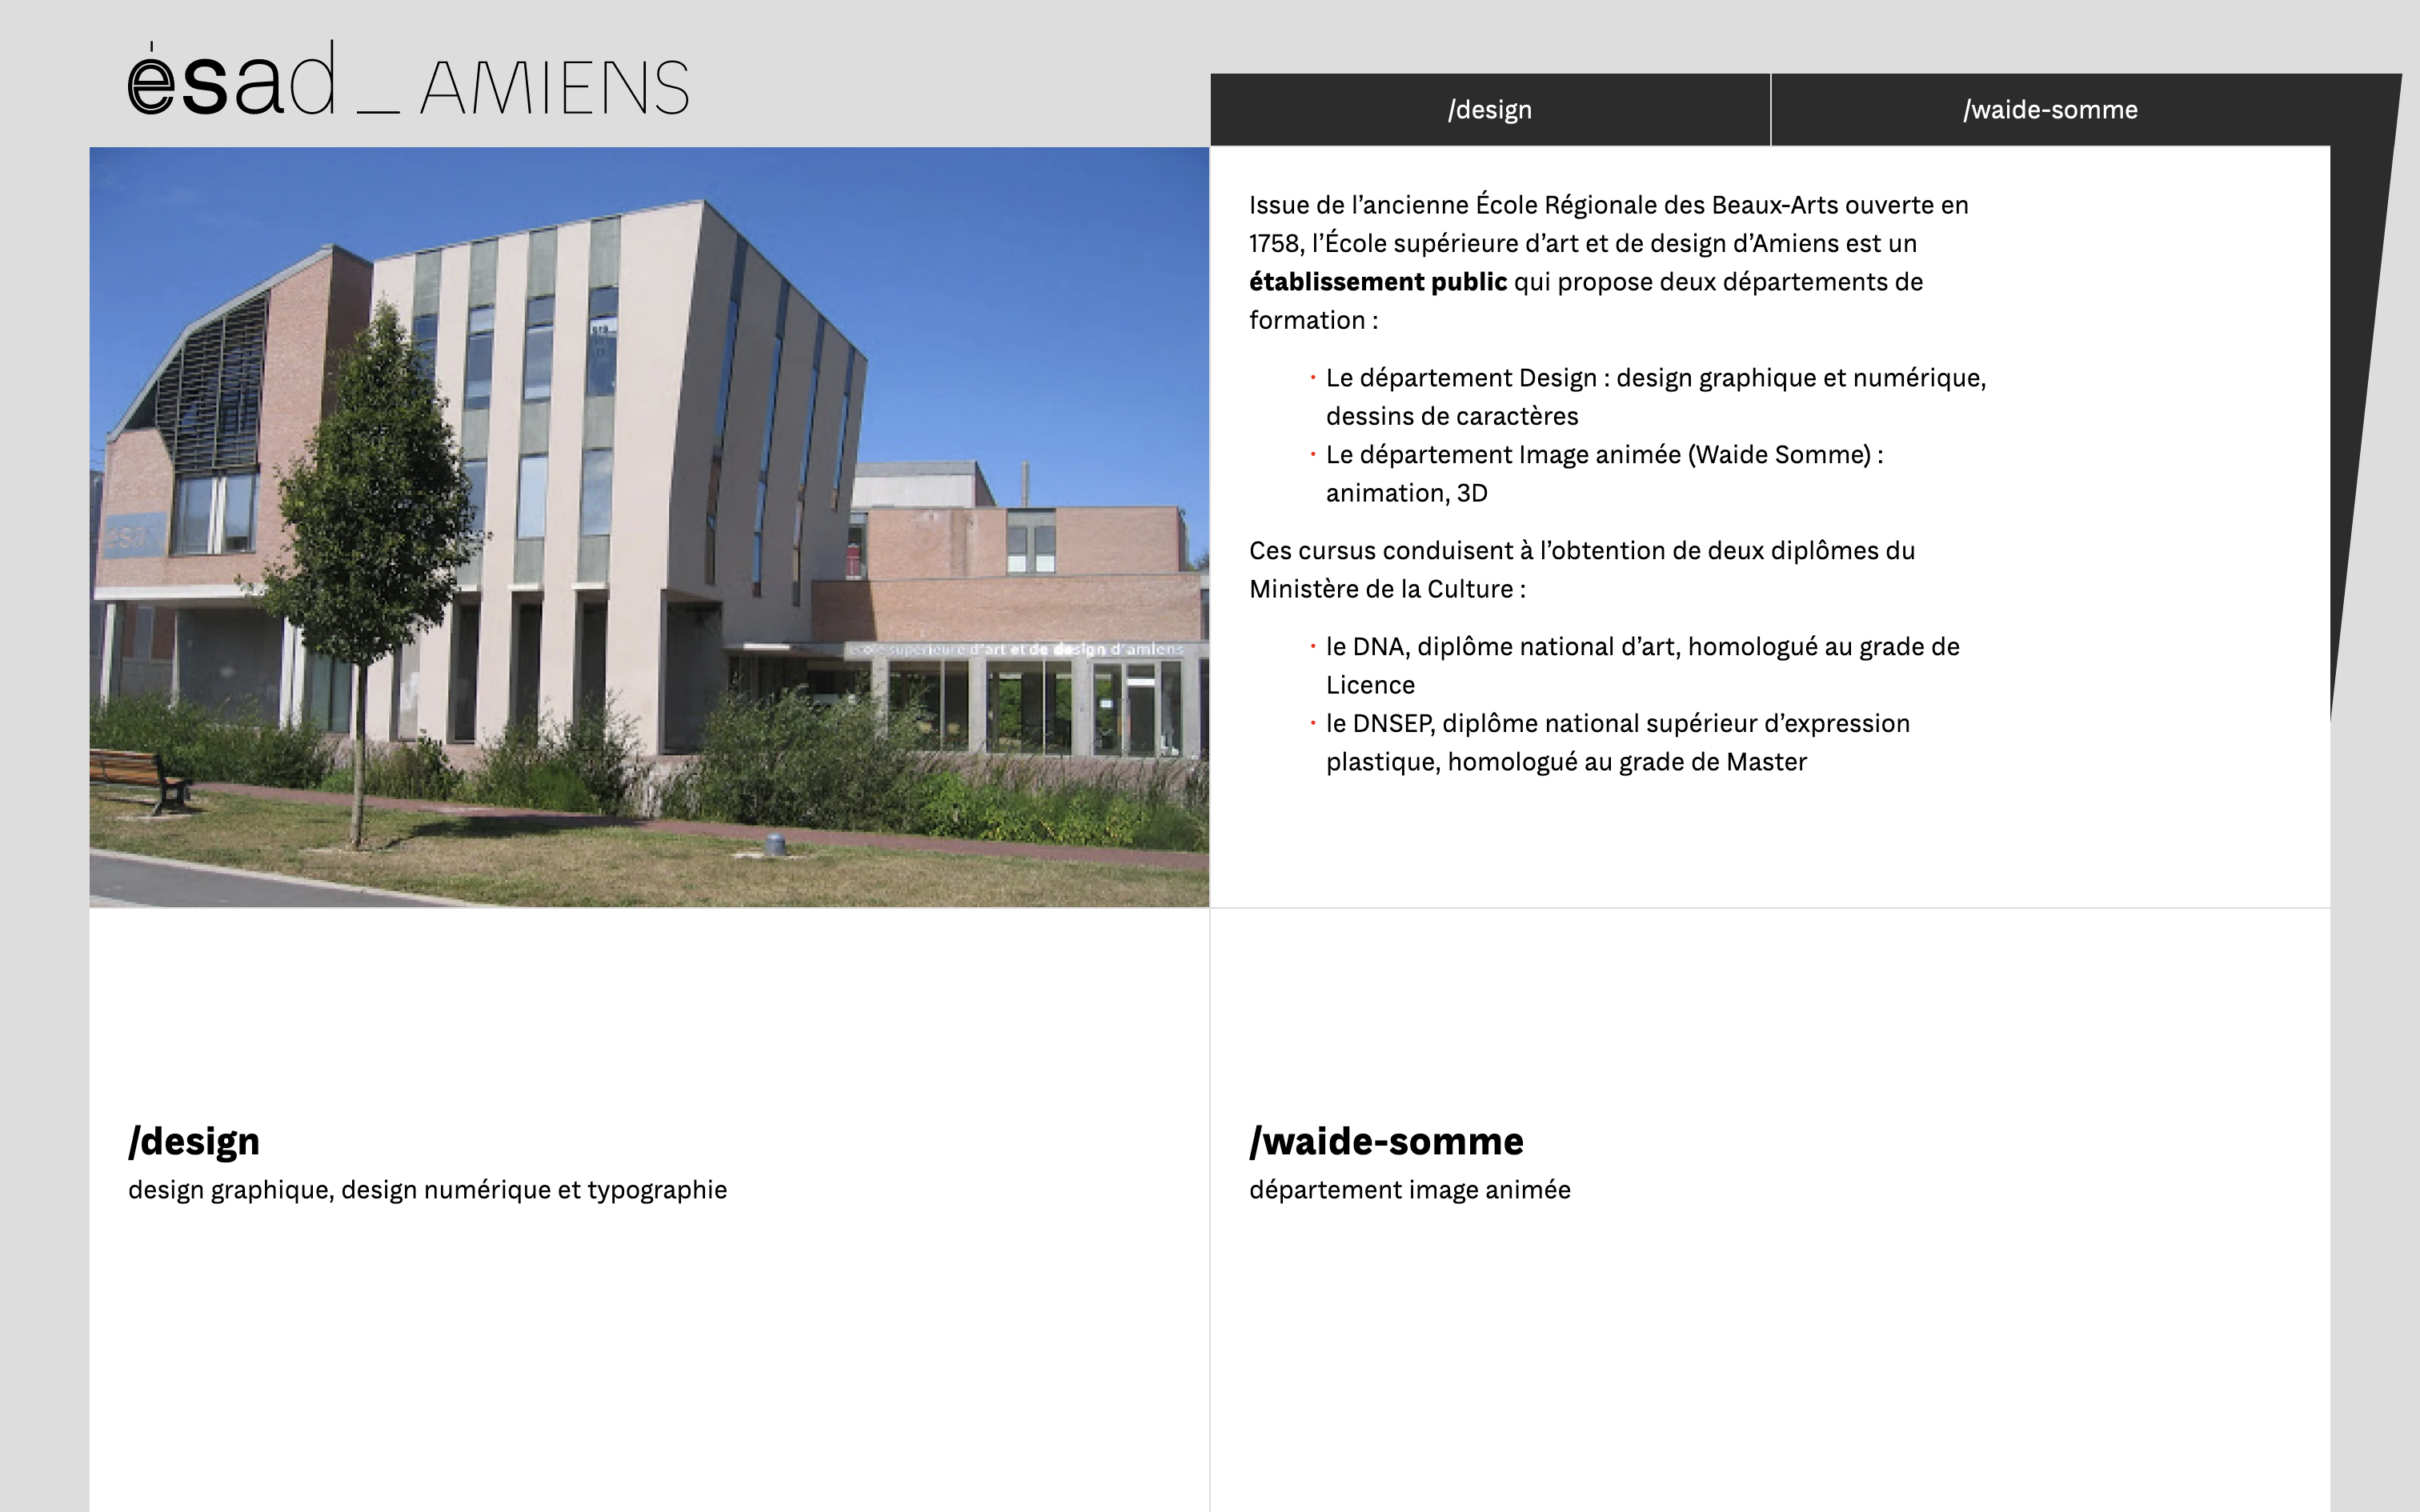 ésad _ AMIENS
/design
/waide-somme
Issue de l’ancienne École Régionale des Beaux-Arts ouverte en
1758, l’École supérieure d’art et de design d’Amiens est un
établissement public qui propose deux départements de
formation :
· Le département Design : design graphique et numérique,
dessins de caractères
· Le département Image animée (Waide Somme) :
animation, 3D
Ces cursus conduisent à l’obtention de deux diplômes du
Ministère de la Culture :
· le DNA, diplôme national d’art, homologué au grade de
Licence
· le DNSEP, diplôme national supérieur d’expression
plastique, homologué au grade de Master
esa
école supérieure d'art et de design d'amiens
/design
design graphique, design numérique et typographie
/waide-somme
département image animée